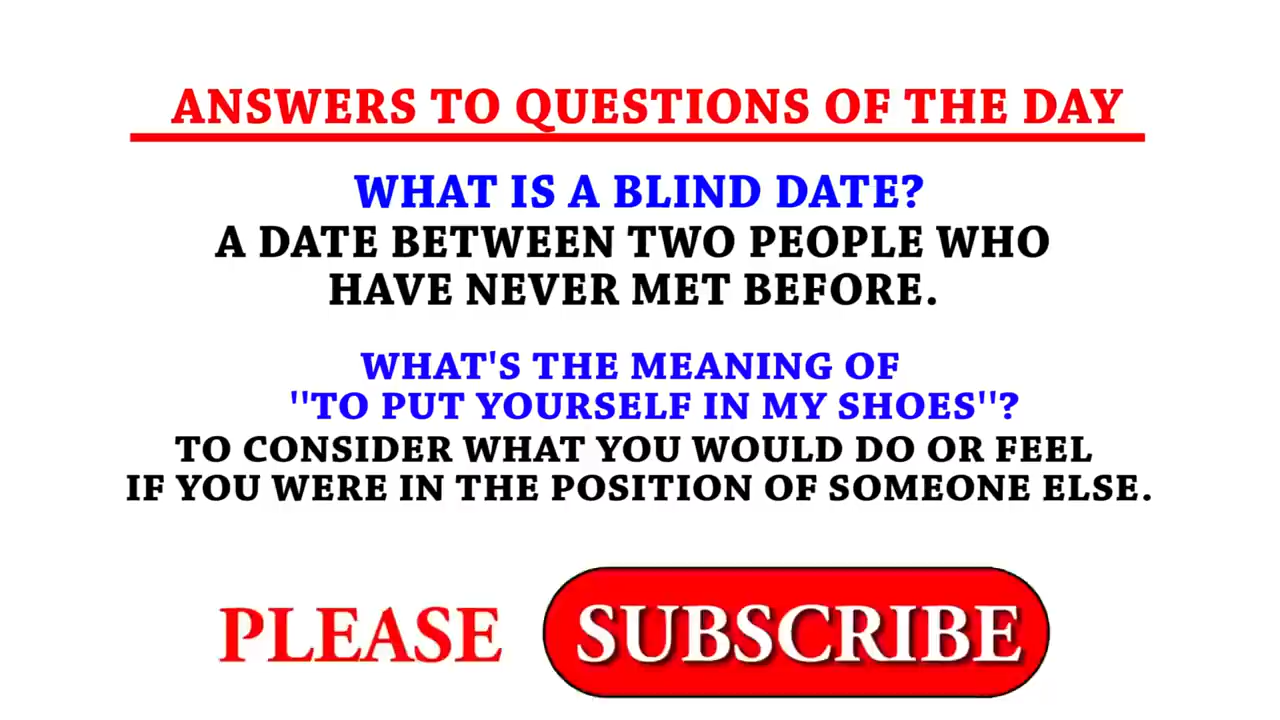 ANSWERS TO QUESTIONS OF THE DAY
WHAT IS A BLIND DATE?
A DATE BETWEEN TWO PEOPLE WHO
HAVE NEVER MET BEFORE.
WHAT'S THE MEANING OF
''TO PUT YOURSELF IN MY SHOES''?
TO CONSIDER WHAT YOU WOULD DO OR FEEL
IF YOU WERE IN THE POSITION OF SOMEONE ELSE.
PLEASE SUBSCRIBE